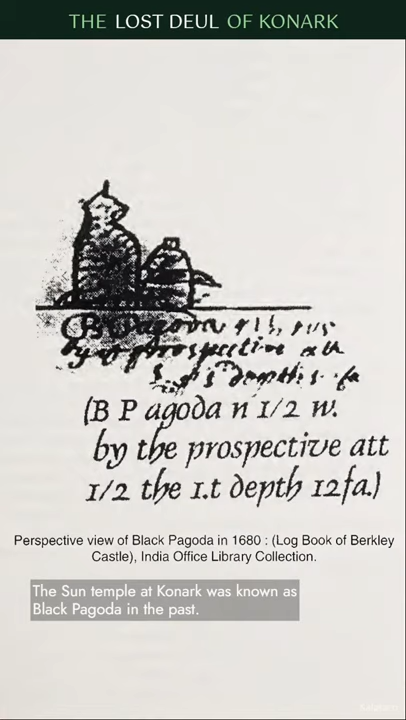 THE LOST DEUL OF KONARK
by
prospective
(B P agoda n 1/2 w.
by the prospective att
1/2 the 1.t depth 12fa.)
Perspective view of Black Pagoda in 1680 : (Log Book of Berkley
Castle), India Office Library Collection.
The Sun temple at Konark was known as
Black Pagoda in the past.